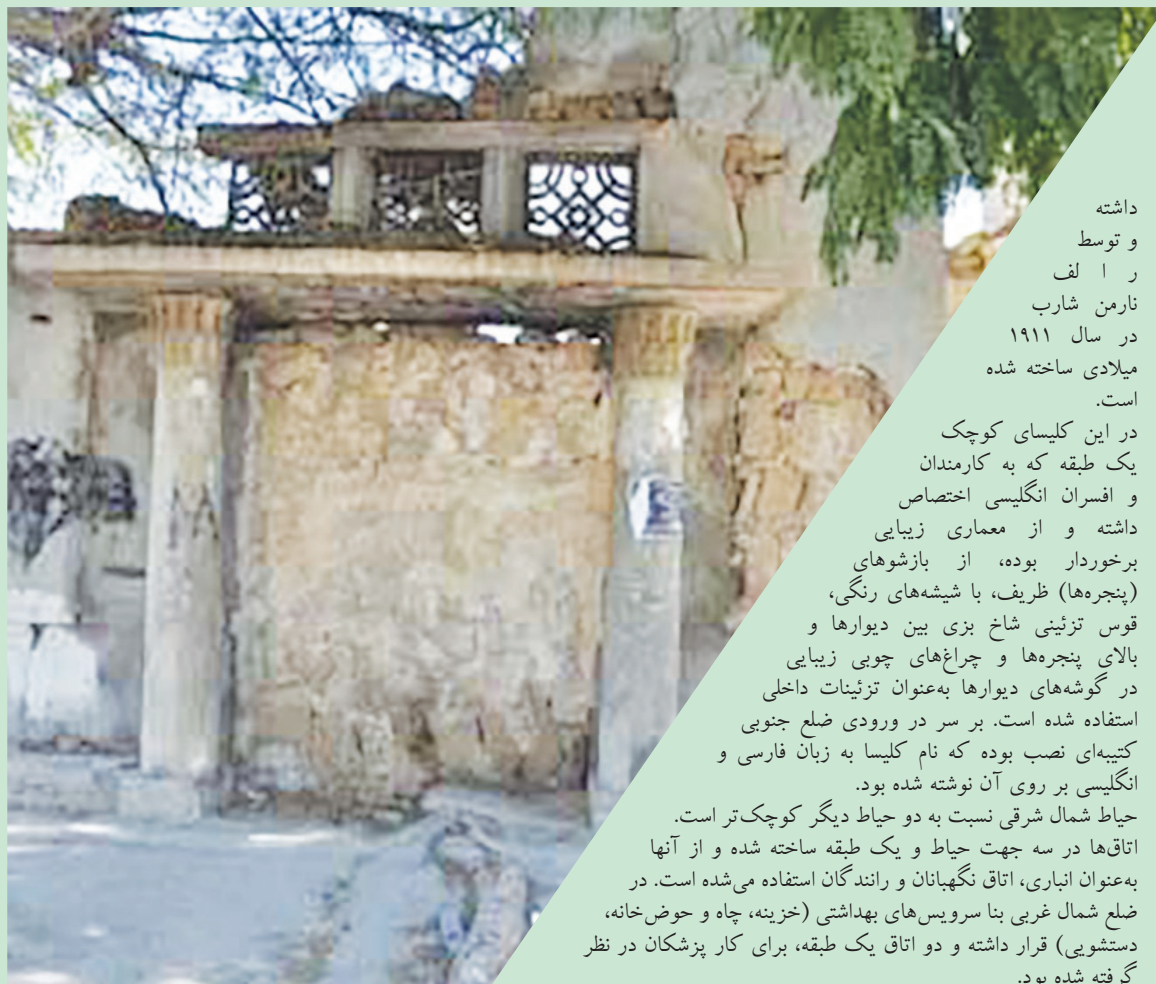 داشته
و توسط
ر ا لف
نارمن شارب
در سال ۱۹۱۱
میلادی ساخته شده
است.
در این کلیسای کوچک
یک طبقه که به کارمندان
و افسران انگلیسی اختصاص
داشته و از معماری زیبایی
برخوردار بوده، از بازشوهای
(پنجره‌ها) ظریف، با شیشه‌های رنگی،
قوس تزئینی شاخ بزی بین دیوارها و
بالای پنجره‌ها و چراغ‌های چوبی زیبایی
در گوشه‌های دیوارها به‌عنوان تزئینات داخلی
استفاده شده است. بر سر در ورودی ضلع جنوبی
کتیبه‌ای نصب بوده که نام کلیسا به زبان فارسی و
انگلیسی بر روی آن نوشته شده بود.
حیاط شمال شرقی نسبت به دو حیاط دیگر کوچک‌تر است.
اتاق‌ها در سه جهت حیاط و یک طبقه ساخته شده و از آنها
به‌عنوان انباری، اتاق نگهبانان و رانندگان استفاده می‌شده است. در
ضلع شمال غربی بنا سرویس‌های بهداشتی (خزینه، چاه و حوض‌خانه،
دستشویی) قرار داشته و دو اتاق یک طبقه، برای کار پزشکان در نظر
گرفته شده بود.